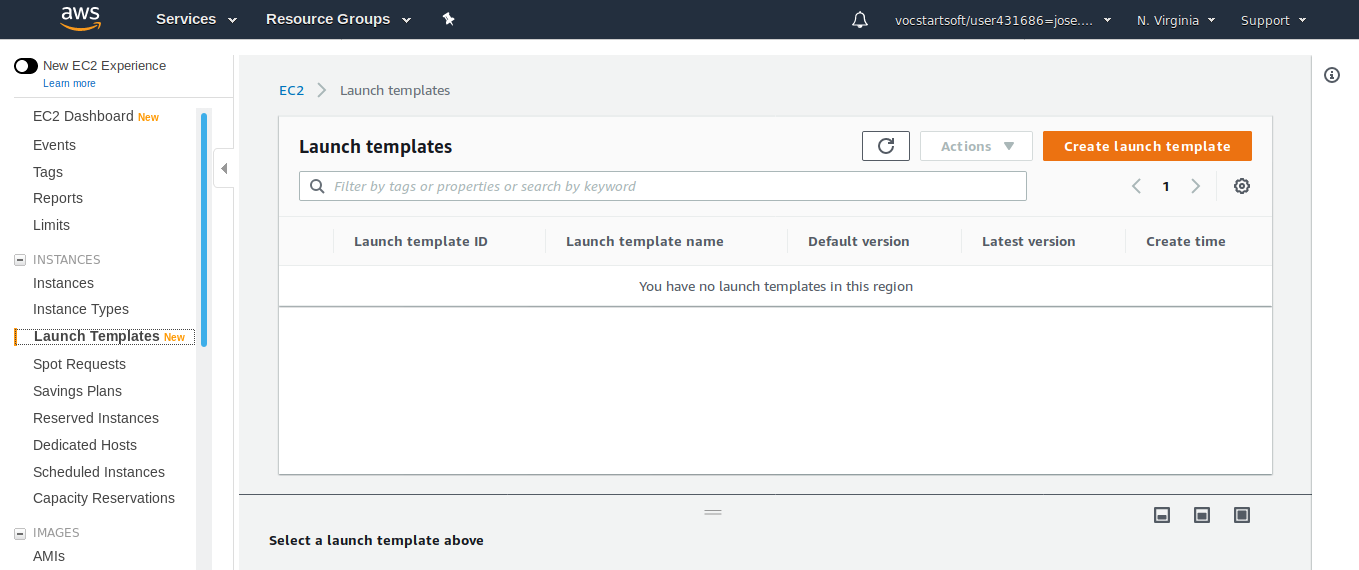 aws Services Resource Groups vocstartsoft/user431686=jose.... N. Virginia Support
New EC2 Experience
Learn more
EC2 Dashboard New
Events
Tags
Reports
Limits
INSTANCES
Instances
Instance Types
Launch Templates New
Spot Requests
Savings Plans
Reserved Instances
Dedicated Hosts
Scheduled Instances
Capacity Reservations
IMAGES
AMIs
EC2 Launch templates
Launch templates Actions Create launch template
Filter by tags or properties or search by keyword 1
Launch template ID Launch template name Default version Latest version Create time
You have no launch templates in this region
Select a launch template above